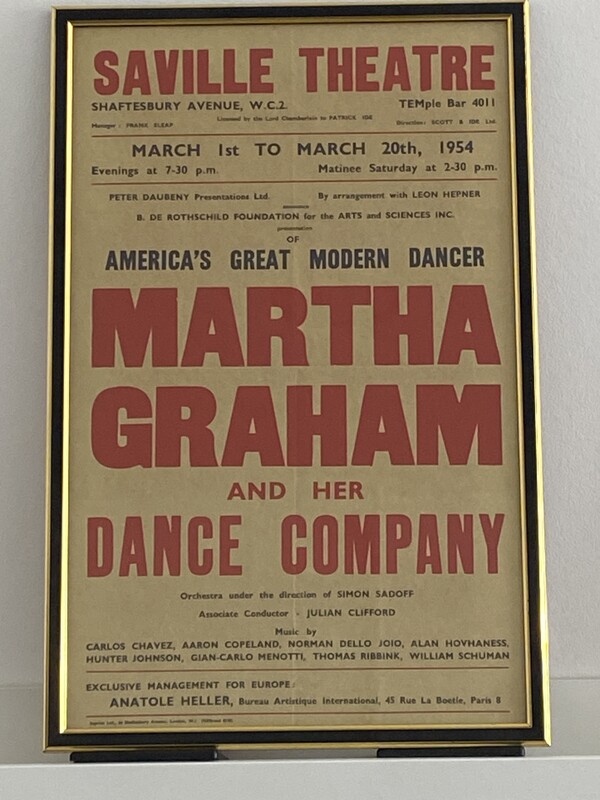 SAVILLE THEATRE
SHAFTESBURY AVENUE, W.C.2. TEMple Bar 4011
Licensed by the Lord Chamberlain to PATRICK IDE
Manager : FRANK SLEAP Direction: SCOTT & IDE Ltd.
MARCH 1st TO MARCH 20th, 1954
Evenings at 7-30 p.m. Matinee Saturday at 2-30 p.m.
PETER DAUBENY Presentations Ltd. By arrangement with LEON HEPNER
B. DE ROTHSCHILD FOUNDATION for the ARTS and SCIENCES INC.
presentation
OF
AMERICA'S GREAT MODERN DANCER
MARTHA
GRAHAM
AND HER
DANCE COMPANY
Orchestra under the direction of SIMON SADOFF
Associate Conductor - JULIAN CLIFFORD
Music by
CARLOS CHAVEZ, AARON COPELAND, NORMAN DELLO JOIO, ALAN HOVHANESS,
HUNTER JOHNSON, GIAN-CARLO MENOTTI, THOMAS RIBBINK, WILLIAM SCHUMAN
EXCLUSIVE MANAGEMENT FOR EUROPE:
ANATOLE HELLER, Bureau Artistique International, 45 Rue La Boetie, Paris 8